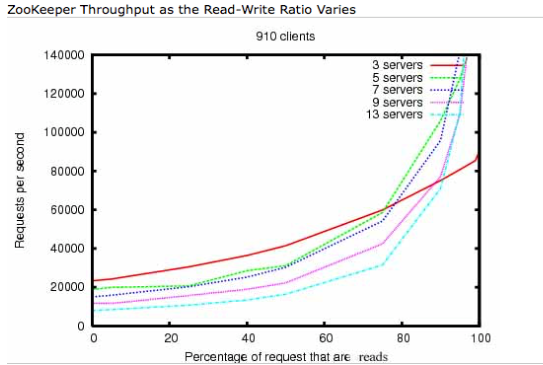 ZooKeeper Throughput as the Read-Write Ratio Varies
910 clients
140000
120000
100000
80000
60000
40000
20000
0
Requests per second
3 servers
5 servers
7 servers
9 servers
13 servers
0 20 40 60 80 100
Percentage of request that are reads